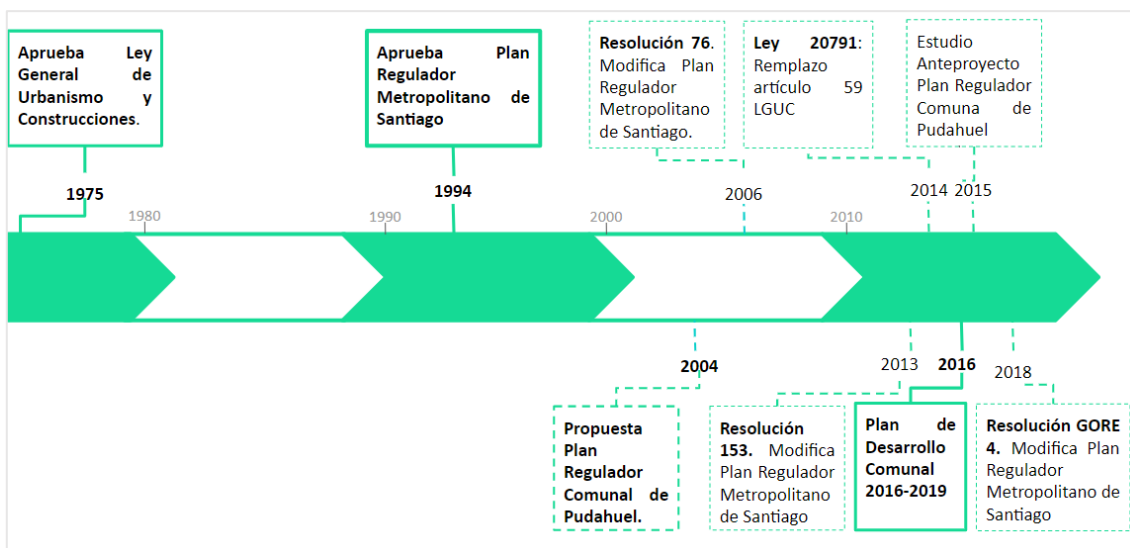 Aprueba Ley
General de
Urbanismo y
Construcciones.
Aprueba Plan
Regulador
Metropolitano de
Santiago
Resolución 76.
Modifica Plan
Regulador
Metropolitano
de Santiago.
Ley 20791:
Remplazo
artículo 59
LGUC
Estudio
Anteproyecto
Plan Regulador
Comuna de
Pudahuel
1975
1994
2006
2014
2015
1980
1990
2000
2010
2004
2013
2016
2018
Propuesta
Plan
Regulador
Comunal de
Pudahuel.
Resolución
153. Modifica
Plan Regulador
Metropolitano
de Santiago
Plan de
Desarrollo
Comunal
2016-2019
Resolución GORE
4. Modifica Plan
Regulador
Metropolitano de
Santiago